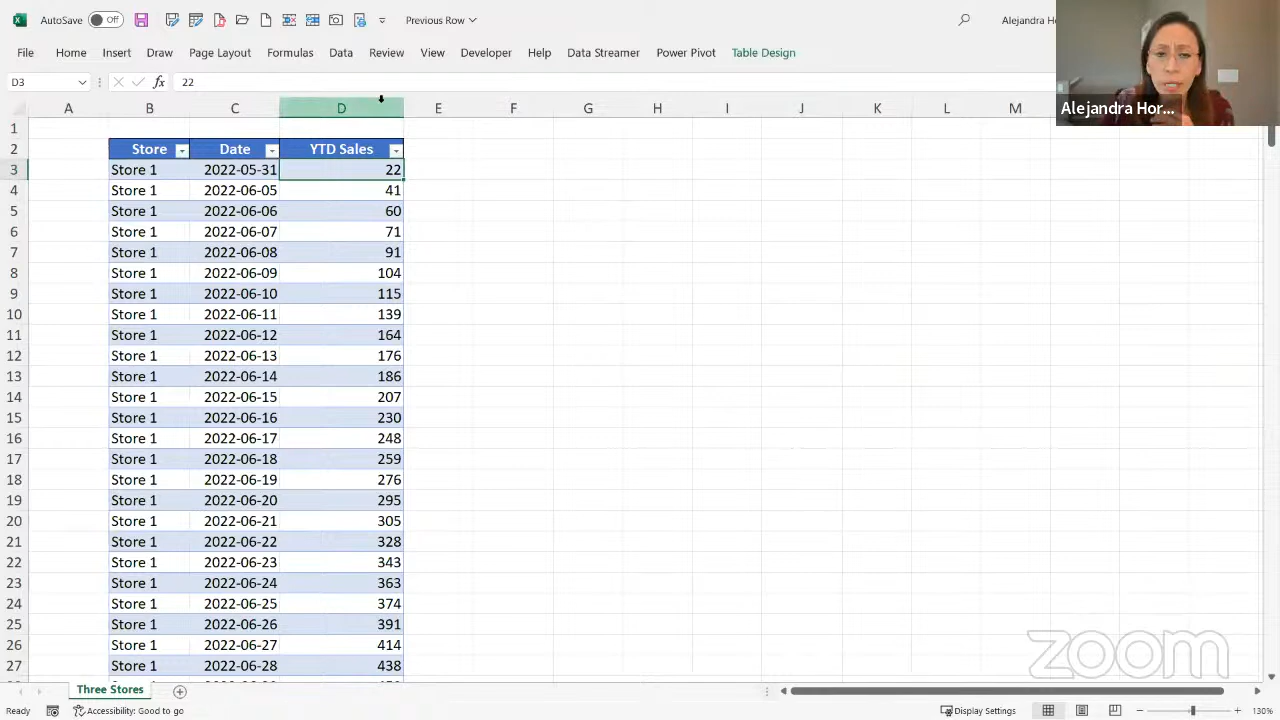 AutoSave Off Previous Row Alejandra Ho
File Home Insert Draw Page Layout Formulas Data Review View Developer Help Data Streamer Power Pivot Table Design
D3 fx 22
Alejandra Hor...
A B C D E F G H I J K L M
1
2 Store Date YTD Sales
3 Store 1 2022-05-31 22
4 Store 1 2022-06-05 41
5 Store 1 2022-06-06 60
6 Store 1 2022-06-07 71
7 Store 1 2022-06-08 91
8 Store 1 2022-06-09 104
9 Store 1 2022-06-10 115
10 Store 1 2022-06-11 139
11 Store 1 2022-06-12 164
12 Store 1 2022-06-13 176
13 Store 1 2022-06-14 186
14 Store 1 2022-06-15 207
15 Store 1 2022-06-16 230
16 Store 1 2022-06-17 248
17 Store 1 2022-06-18 259
18 Store 1 2022-06-19 276
19 Store 1 2022-06-20 295
20 Store 1 2022-06-21 305
21 Store 1 2022-06-22 328
22 Store 1 2022-06-23 343
23 Store 1 2022-06-24 363
24 Store 1 2022-06-25 374
25 Store 1 2022-06-26 391
26 Store 1 2022-06-27 414
27 Store 1 2022-06-28 438
zoom
Three Stores
Ready Accessibility: Good to go Display Settings 130%